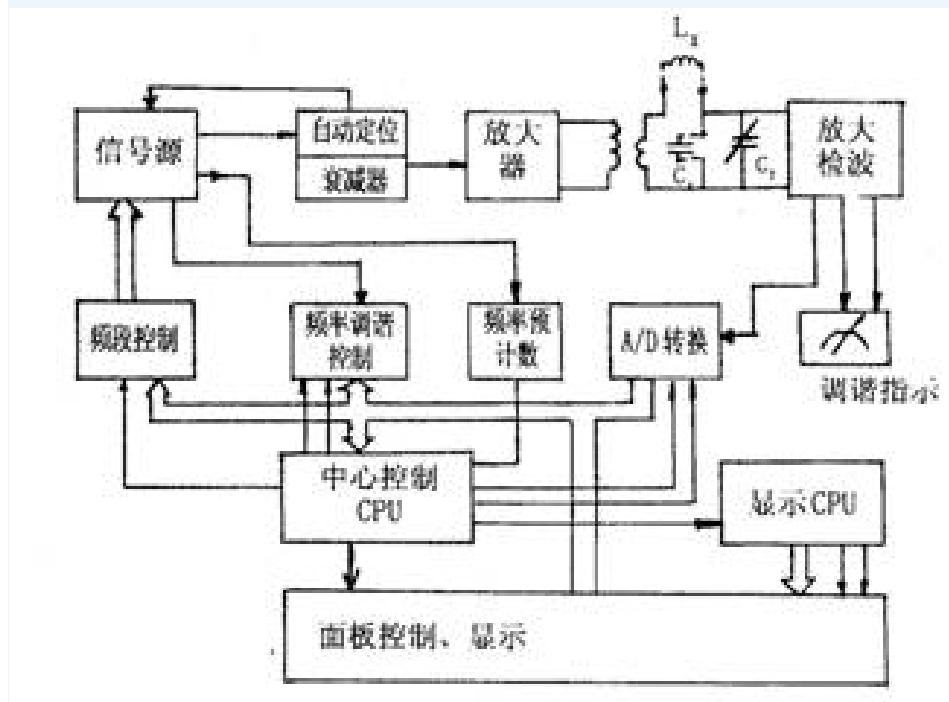 Lx
信号源
自动定位
衰减器
放大
器
放大
检波
频段控制
频率调谐
控制
频率预
计数
A/D转换
调谐指示
中心控制
CPU
显示CPU
面板控制、显示